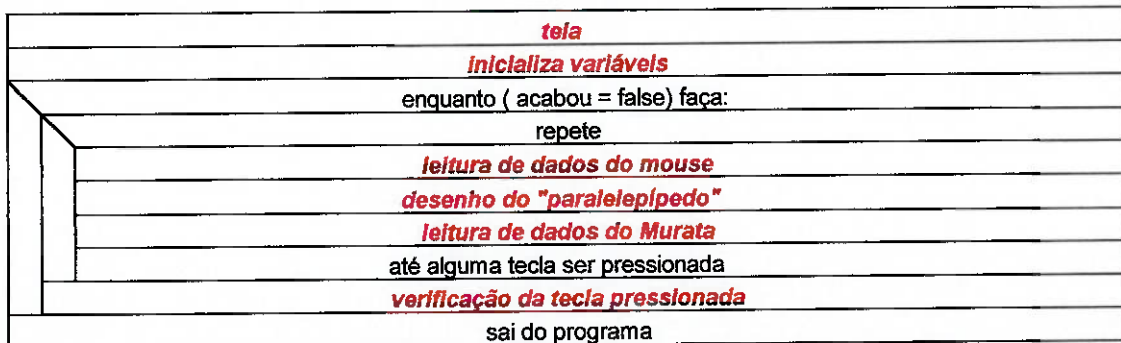 tela
inicializa variáveis
enquanto ( acabou = false) faça:
repete
leitura de dados do mouse
desenho do "paralelepípedo"
leitura de dados do Murata
até alguma tecla ser pressionada
verificação da tecla pressionada
sai do programa